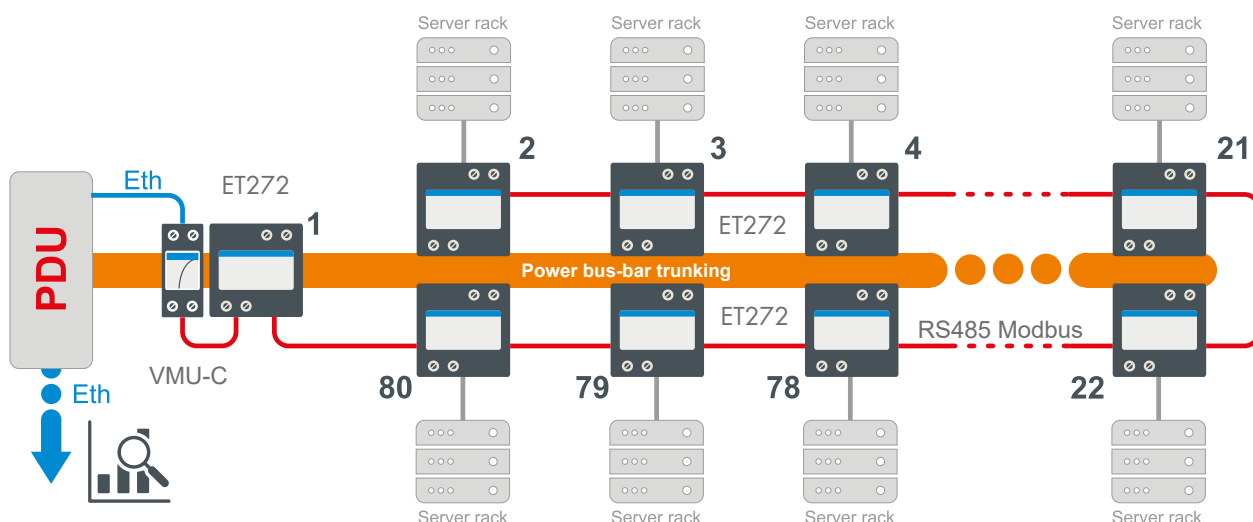 Server rack
Server rack
Server rack
Server rack
2
3
4
21
Eth
ET272
1
ET272
PDU
Power bus-bar trunking
ET272
RS485 Modbus
VMU-C
80
79
78
22
Eth
Server rack
Server rack
Server rack
Server rack